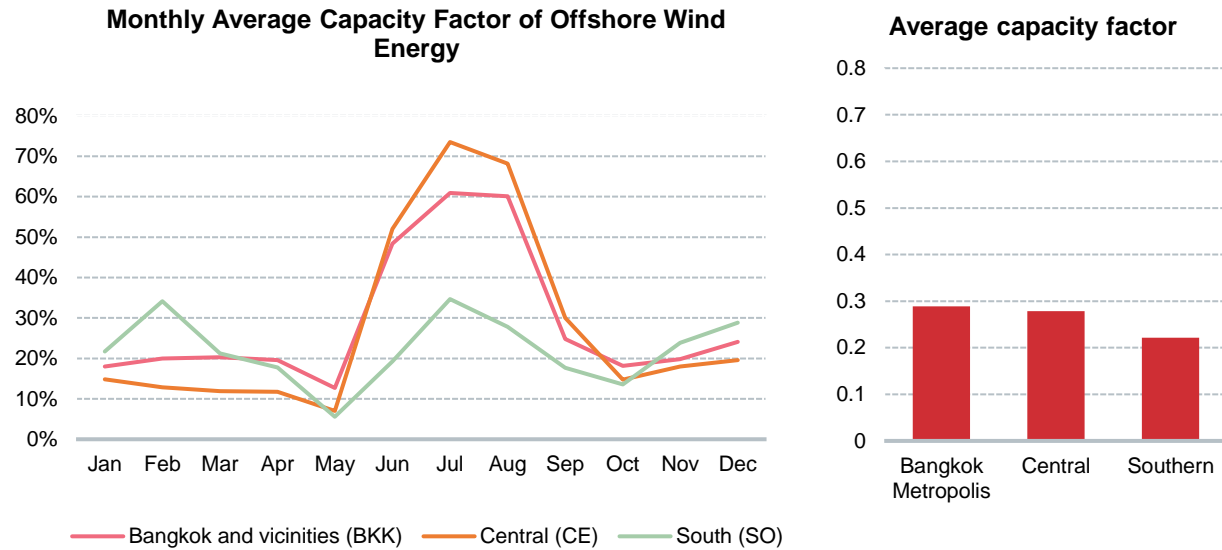 Monthly Average Capacity Factor of Offshore Wind
Energy
80%
70%
60%
50%
40%
30%
20%
10%
0%
Jan Feb Mar Apr May Jun Jul Aug Sep Oct Nov Dec
Bangkok and vicinities (BKK) Central (CE) South (SO)
Average capacity factor
0.8
0.7
0.6
0.5
0.4
0.3
0.2
0.1
0
Bangkok Central Southern
Metropolis